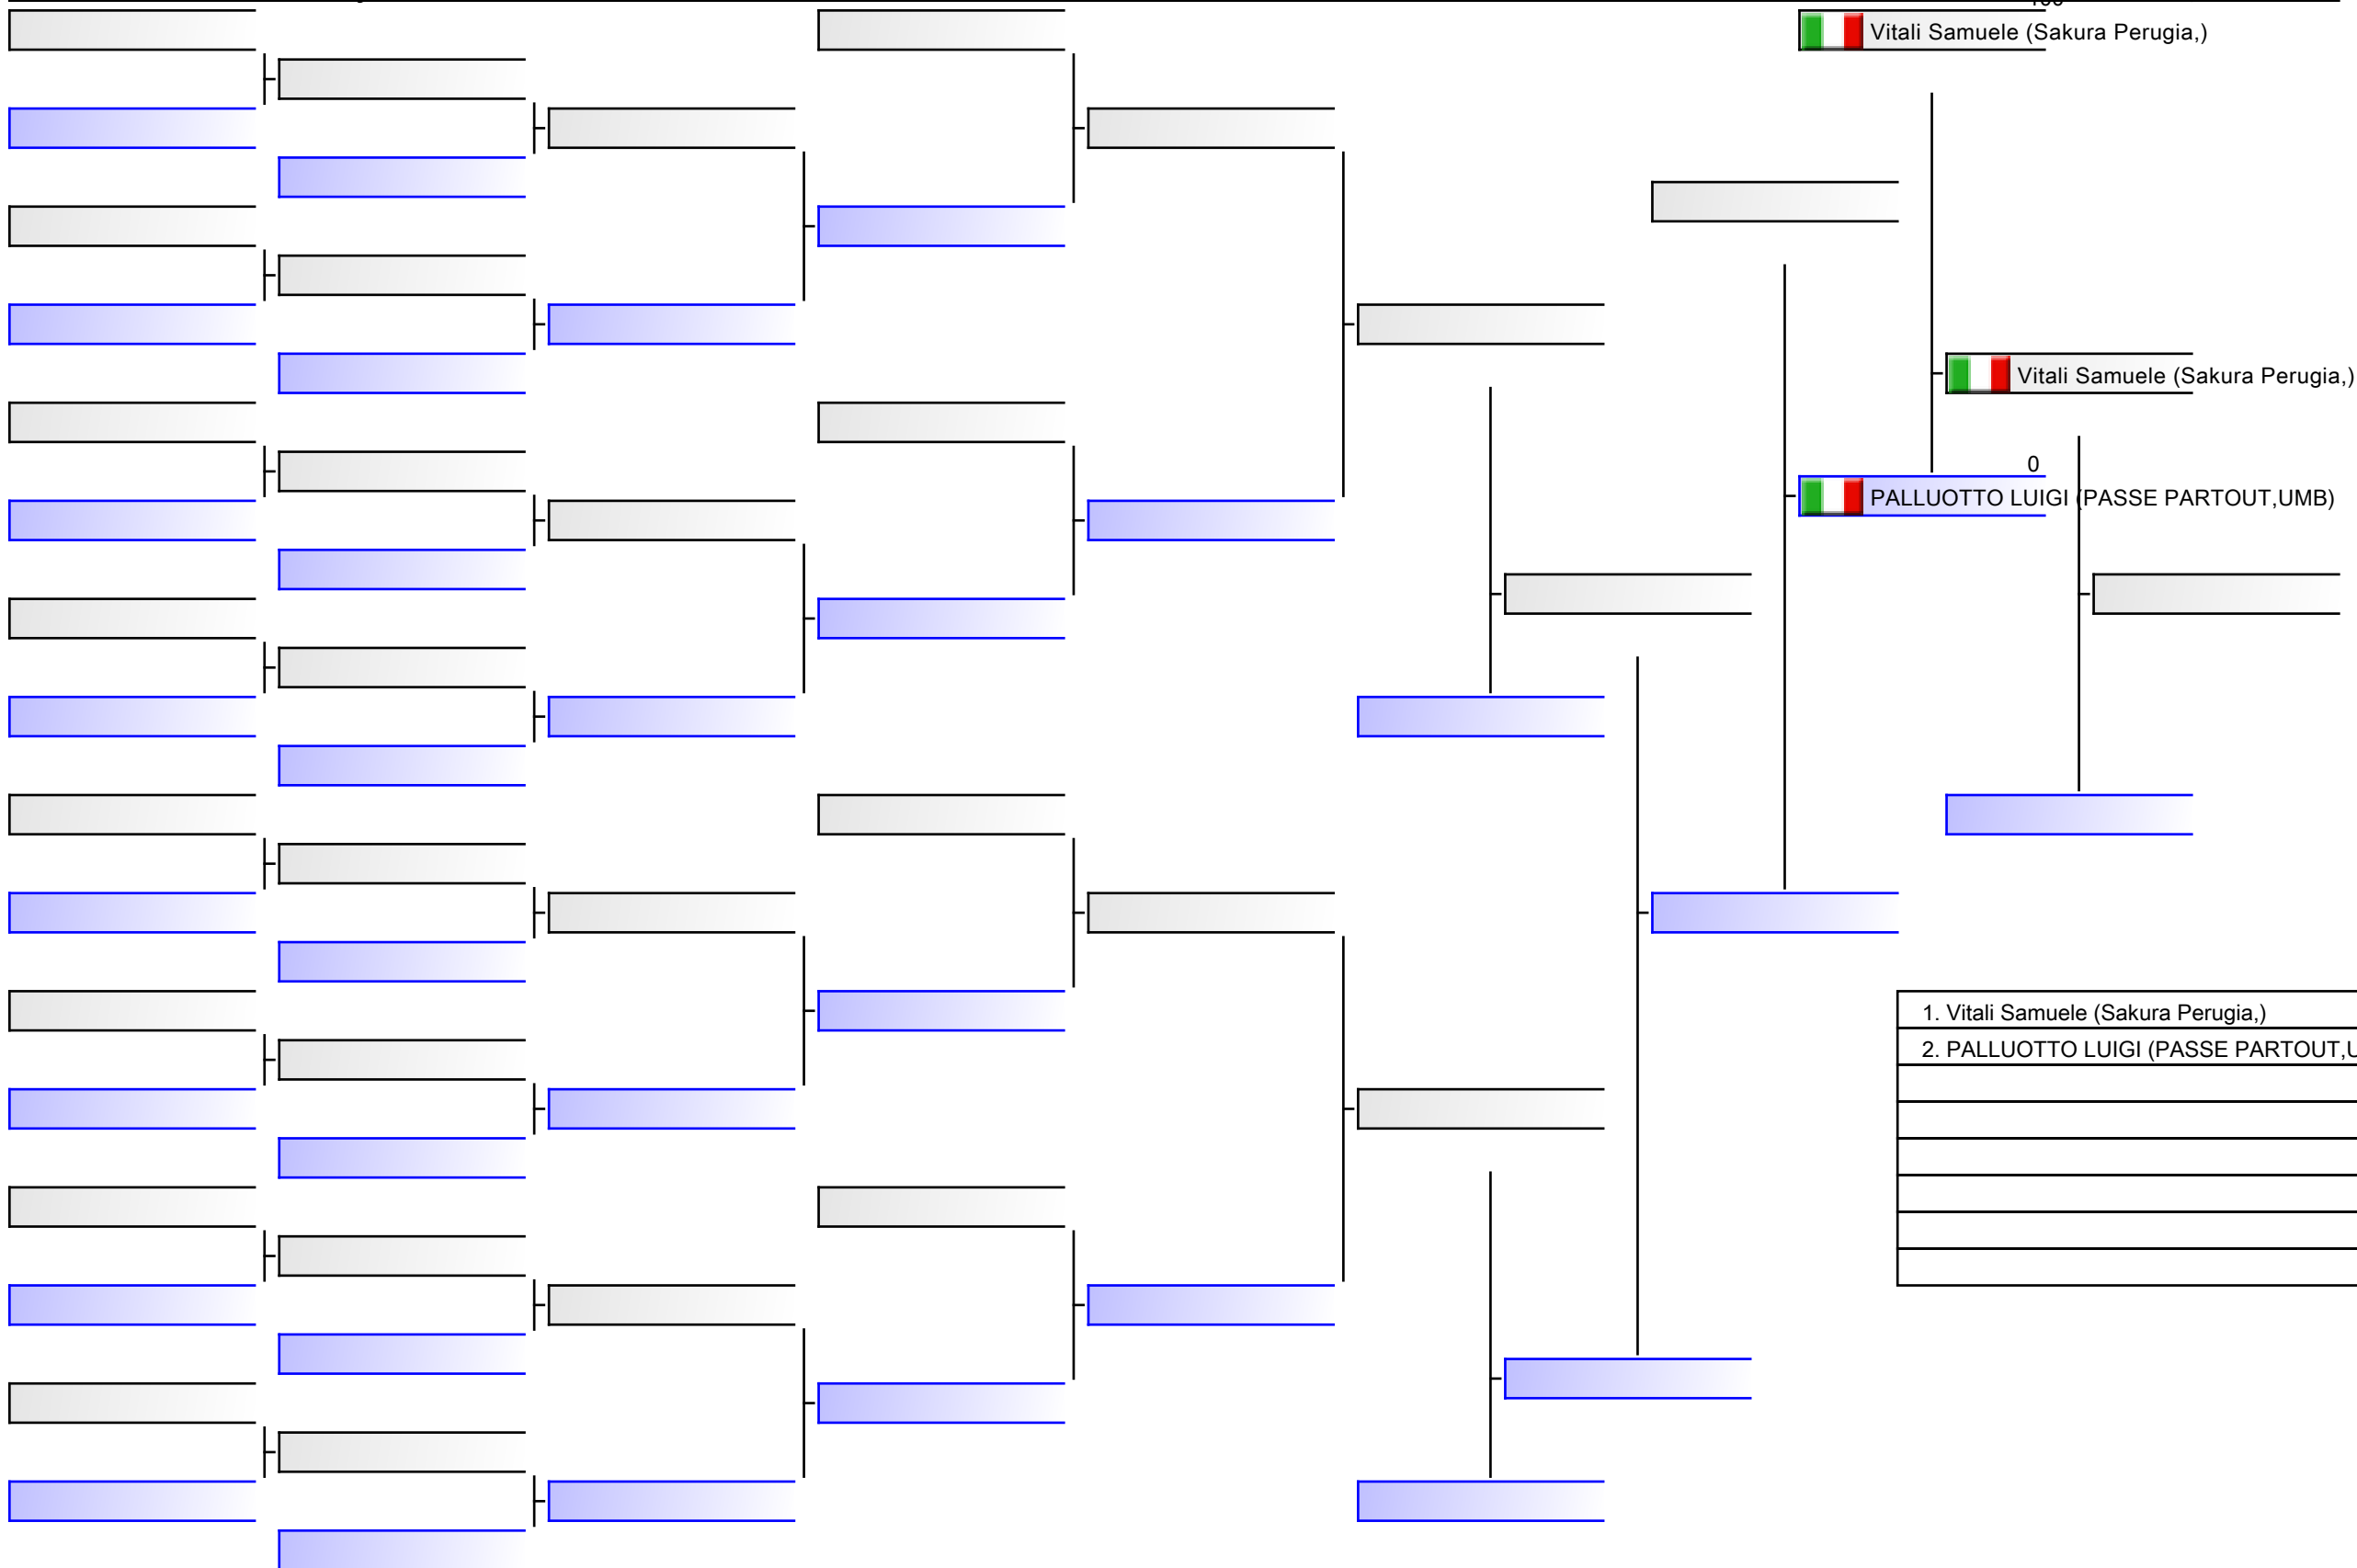 Vitali Samuele (Sakura Perugia,)
Vitali Samuele (Sakura Perugia,)
0
PALLUOTTO LUIGI (PASSE PARTOUT,UMB)
1. Vitali Samuele (Sakura Perugia,)
2. PALLUOTTO LUIGI (PASSE PARTOUT,U